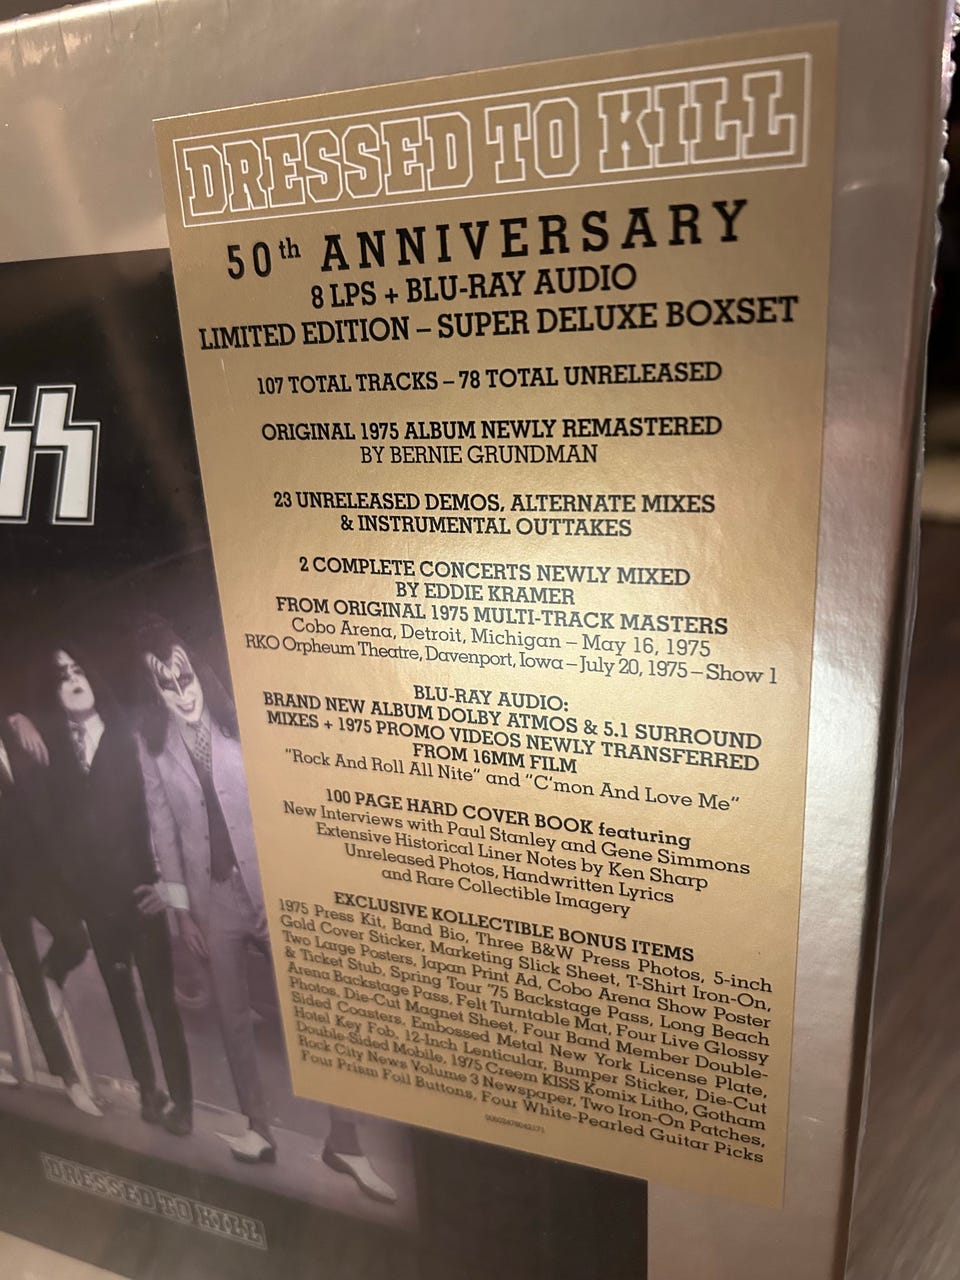 DRESSED TO KILL
50th ANNIVERSARY
8 LPS + BLU-RAY AUDIO
LIMITED EDITION – SUPER DELUXE BOXSET
107 TOTAL TRACKS – 78 TOTAL UNRELEASED
ORIGINAL 1975 ALBUM NEWLY REMASTERED
BY BERNIE GRUNDMAN
23 UNRELEASED DEMOS, ALTERNATE MIXES
& INSTRUMENTAL OUTTAKES
2 COMPLETE CONCERTS NEWLY MIXED
BY EDDIE KRAMER
FROM ORIGINAL 1975 MULTI-TRACK MASTERS
Cobo Arena, Detroit, Michigan – May 16, 1975
RKO Orpheum Theatre, Davenport, Iowa – July 20, 1975 – Show 1
BLU-RAY AUDIO:
BRAND NEW ALBUM DOLBY ATMOS & 5.1 SURROUND
MIXES + 1975 PROMO VIDEOS NEWLY TRANSFERRED
FROM 16MM FILM
"Rock And Roll All Nite" and "C'mon And Love Me"
100 PAGE HARD COVER BOOK featuring
New Interviews with Paul Stanley and Gene Simmons
Extensive Historical Liner Notes by Ken Sharp
Unreleased Photos, Handwritten Lyrics
and Rare Collectible Imagery
EXCLUSIVE KOLLECTIBLE BONUS ITEMS
1975 Press Kit, Band Bio, Three B&W Press Photos, 5-inch
Gold Cover Sticker, Marketing Slick Sheet, T-Shirt Iron-On,
Two Large Posters, Japan Print Ad, Cobo Arena Show Poster
& Ticket Stub, Spring Tour '75 Backstage Pass, Long Beach
Arena Backstage Pass, Felt Turntable Mat, Four Live Glossy
Photos, Die-Cut Magnet Sheet, Four Band Member Double-
Sided Coasters, Embossed Metal New York License Plate,
Hotel Key Fob, 12-Inch Lenticular, Bumper Sticker, Die-Cut
Double-Sided Mobile, 1975 Creem KISS Komix Litho, Gotham
Rock City News Volume 3 Newspaper, Two Iron-On Patches,
Four Prism Foil Buttons, Four White-Pearled Guitar Picks
SS
DRESSED TO KILL